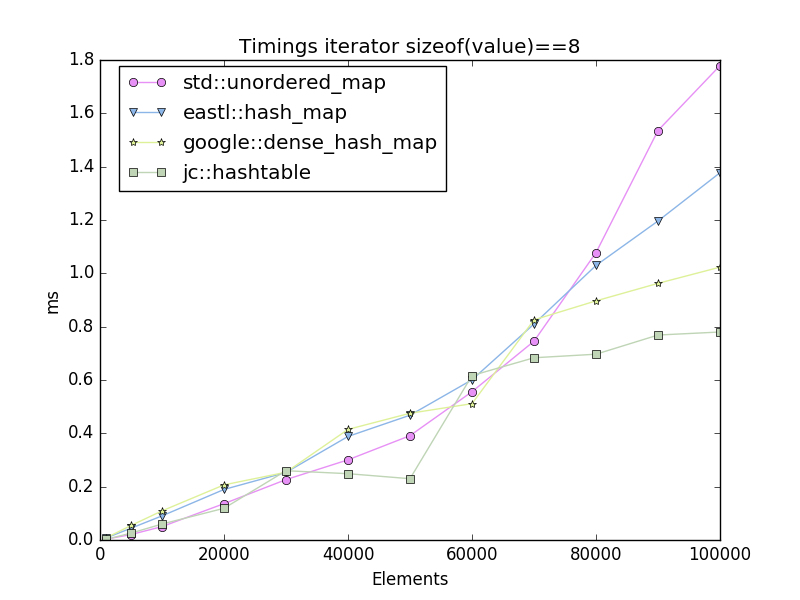 Timings iterator sizeof(value)==8
std::unordered_map
eastl::hash_map
google::dense_hash_map
jc::hashtable
1.8
1.6
1.4
1.2
1.0
0.8
0.6
0.4
0.2
0.0
ms
0 20000 40000 60000 80000 100000
Elements